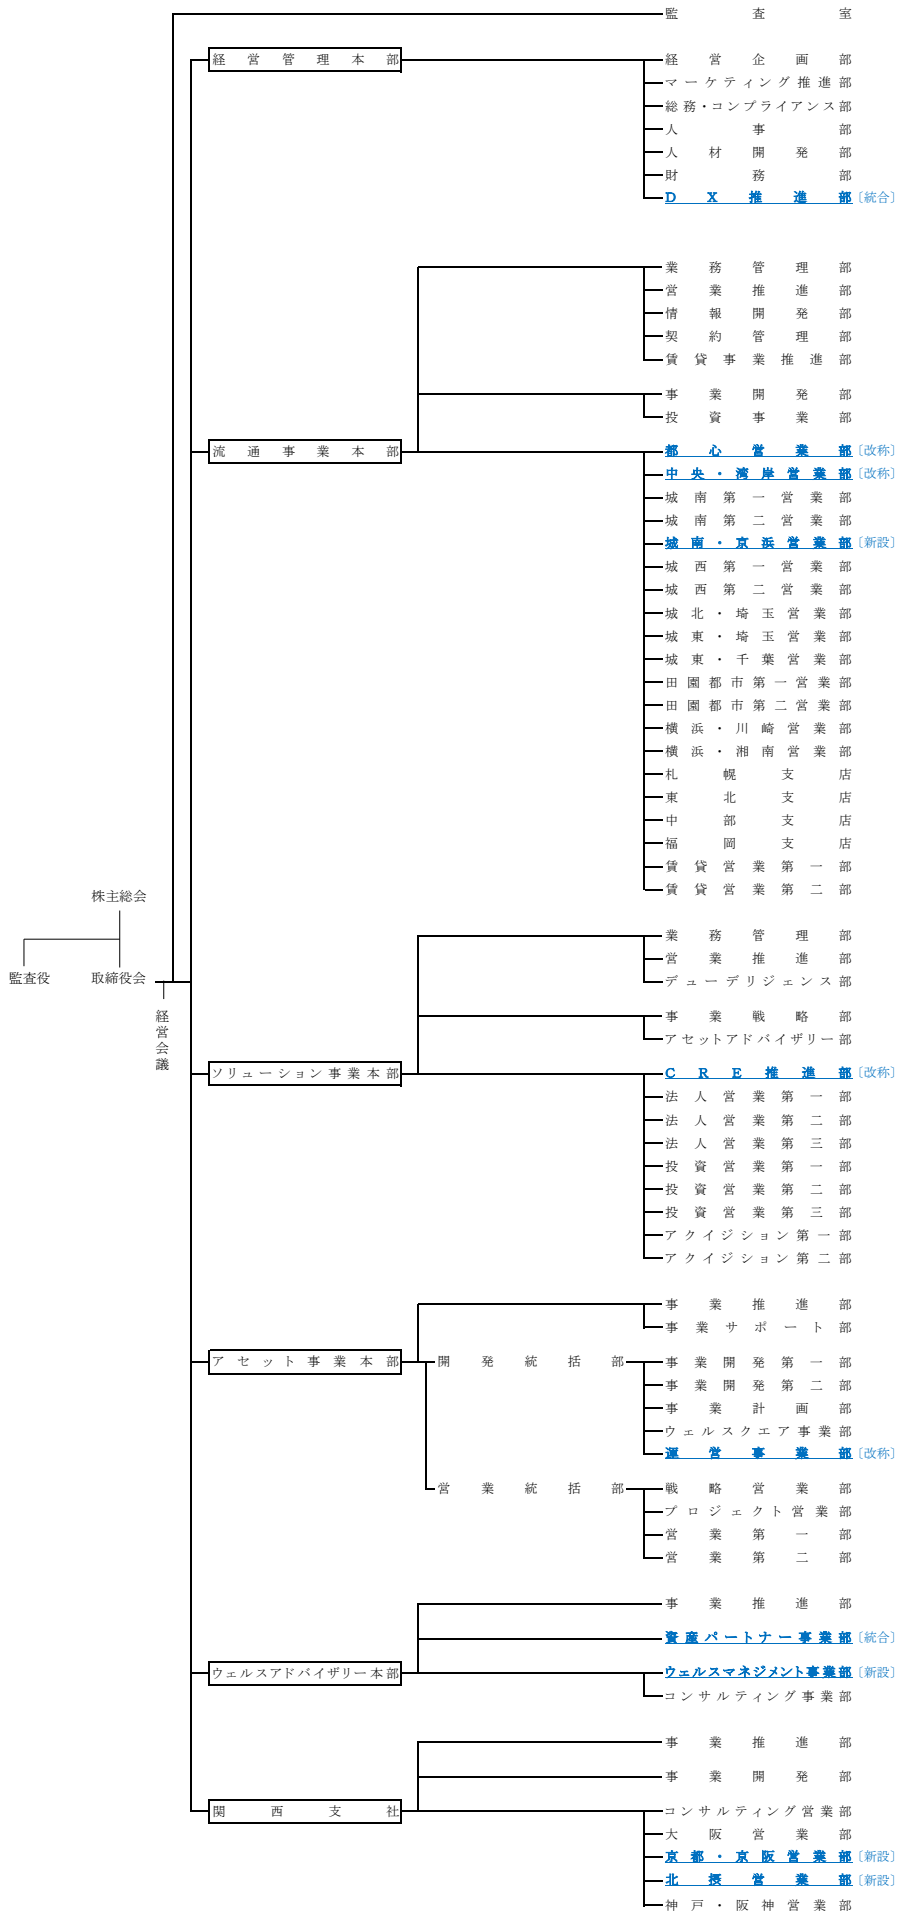 監査室
経営管理本部
経営企画部
マーケティング推進部
総務・コンプライアンス部
人事部
人材開発部
財務部
DX推進部〔統合〕
業務管理部
営業推進部
情報開発部
契約管理部
賃貸事業推進部
事業開発部
投資事業部
流通事業本部
都心営業部〔改称〕
中央・湾岸営業部〔改称〕
城南第一営業部
城南第二営業部
城南・京浜営業部〔新設〕
城西第一営業部
城西第二営業部
城北・埼玉営業部
城東・埼玉営業部
城東・千葉営業部
田園都市第一営業部
田園都市第二営業部
横浜・川崎営業部
横浜・湘南営業部
札幌支店
東北支店
中部支店
福岡支店
賃貸営業第一部
賃貸営業第二部
株主総会
監査役
取締役会
経営会議
業務管理部
営業推進部
デューデリジェンス部
事業戦略部
アセットアドバイザリー部
ソリューション事業本部
CRE推進部〔改称〕
法人営業第一部
法人営業第二部
法人営業第三部
投資営業第一部
投資営業第二部
投資営業第三部
アクイジション第一部
アクイジション第二部
事業推進部
事業サポート部
アセット事業本部
開発統括部
事業開発第一部
事業開発第二部
事業計画部
ウェルスクエア事業部
運営事業部〔改称〕
営業統括部
戦略営業部
プロジェクト営業部
営業第一部
営業第二部
事業推進部
資産パートナー事業部〔統合〕
ウェルスアドバイザリー本部
ウェルスマネジメント事業部〔新設〕
コンサルティング事業部
事業推進部
事業開発部
関西支社
コンサルティング営業部
大阪営業部
京都・京阪営業部〔新設〕
北摂営業部〔新設〕
神戸・阪神営業部